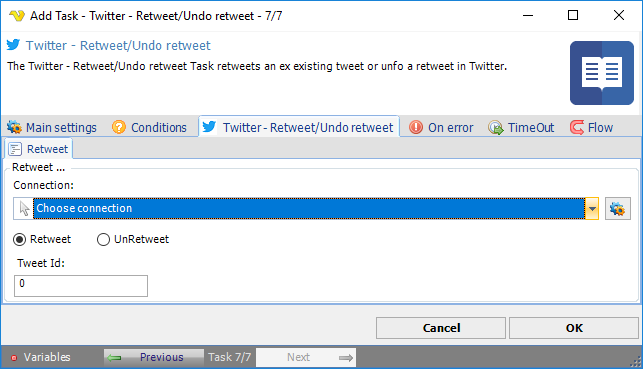 Add Task - Twitter - Retweet/Undo retweet - 7/7
Twitter - Retweet/Undo retweet
The Twitter - Retweet/Undo retweet Task retweets an ex existing tweet or unfo a retweet in Twitter.
Main settings Conditions Twitter - Retweet/Undo retweet On error TimeOut Flow
Retweet
Retweet ...
Connection:
Choose connection
Retweet UnRetweet
Tweet Id:
0
Cancel OK
Variables Previous Task 7/7 Next